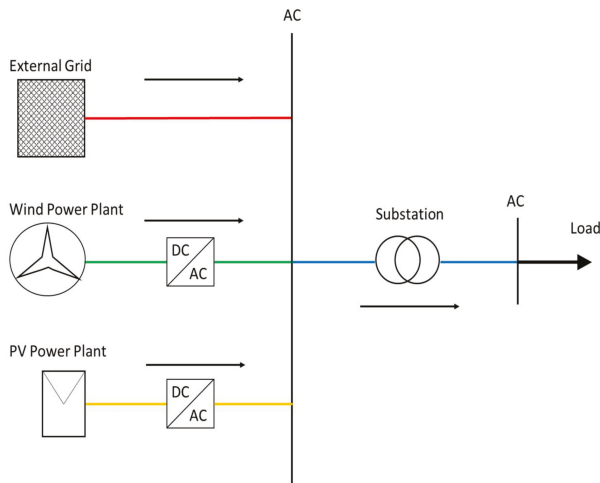 AC
External Grid
Wind Power Plant
DC
AC
Substation
AC
Load
PV Power Plant
DC
AC